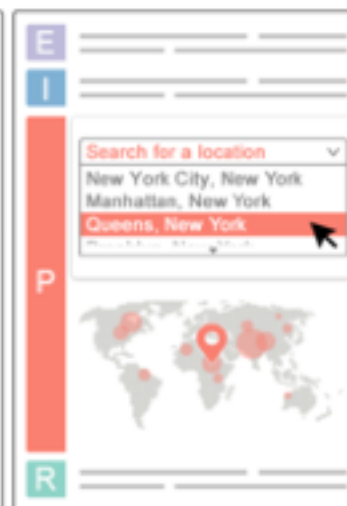 E
I
Search for a location
New York City, New York
Manhattan, New York
Queens, New York
P
R